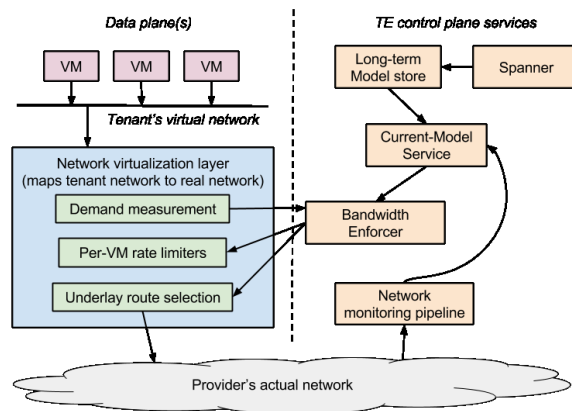 Data plane(s)
TE control plane services
VM
VM
VM
Long-term
Model store
Spanner
Tenant's virtual network
Current-Model
Service
Network virtualization layer
(maps tenant network to real network)
Demand measurement
Bandwidth
Enforcer
Per-VM rate limiters
Underlay route selection
Network
monitoring pipeline
Provider's actual network